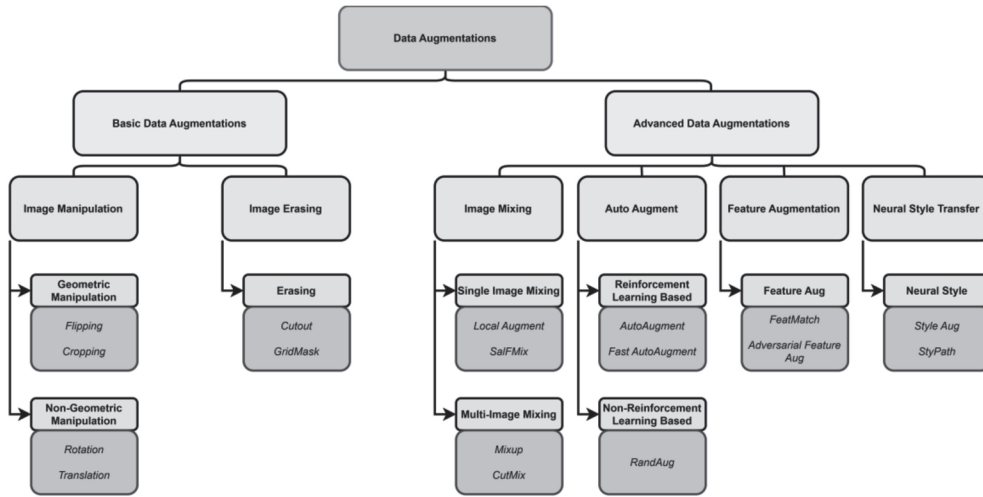 Data Augmentations
Basic Data Augmentations
Advanced Data Augmentations
Image Manipulation
Image Erasing
Image Mixing
Auto Augment
Feature Augmentation
Neural Style Transfer
Geometric
Manipulation
Flipping
Cropping
Non-Geometric
Manipulation
Rotation
Translation
Erasing
Cutout
GridMask
Single Image Mixing
Local Augment
SalFMix
Multi-Image Mixing
Mixup
CutMix
Reinforcement
Learning Based
AutoAugment
Fast AutoAugment
Non-Reinforcement
Learning Based
RandAug
Feature Aug
FeatMatch
Adversarial Feature
Aug
Neural Style
Style Aug
StyPath